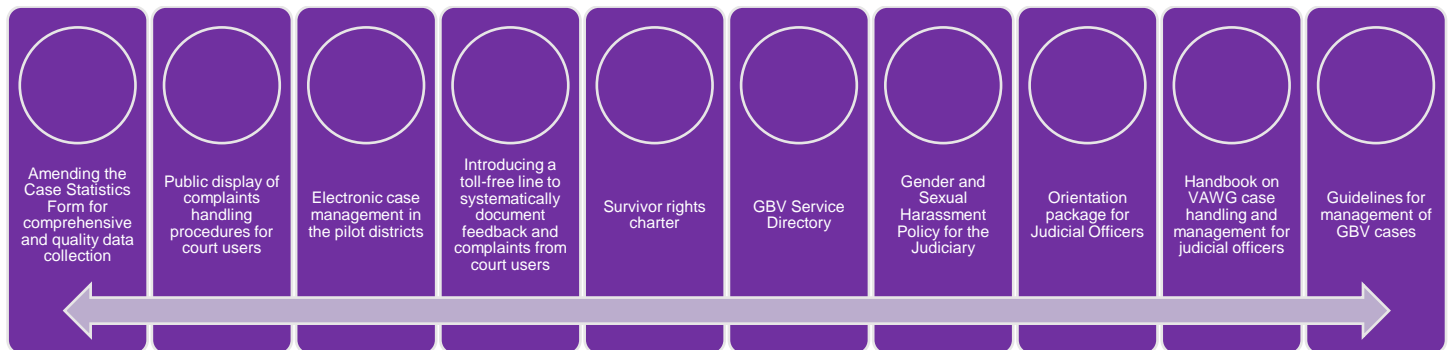 Amending the
Case Statistics
Form for
comprehensive
and quality data
collection
Public display of
complaints
handling
procedures for
court users
Electronic case
management in
the pilot districts
Introducing a
toll-free line to
systematically
document
feedback and
complaints from
court users
Survivor rights
charter
GBV Service
Directory
Gender and
Sexual
Harassment
Policy for the
Judiciary
Orientation
package for
Judicial Officers
Handbook on
VAWG case
handling and
management for
judicial officers
Guidelines for
management of
GBV cases